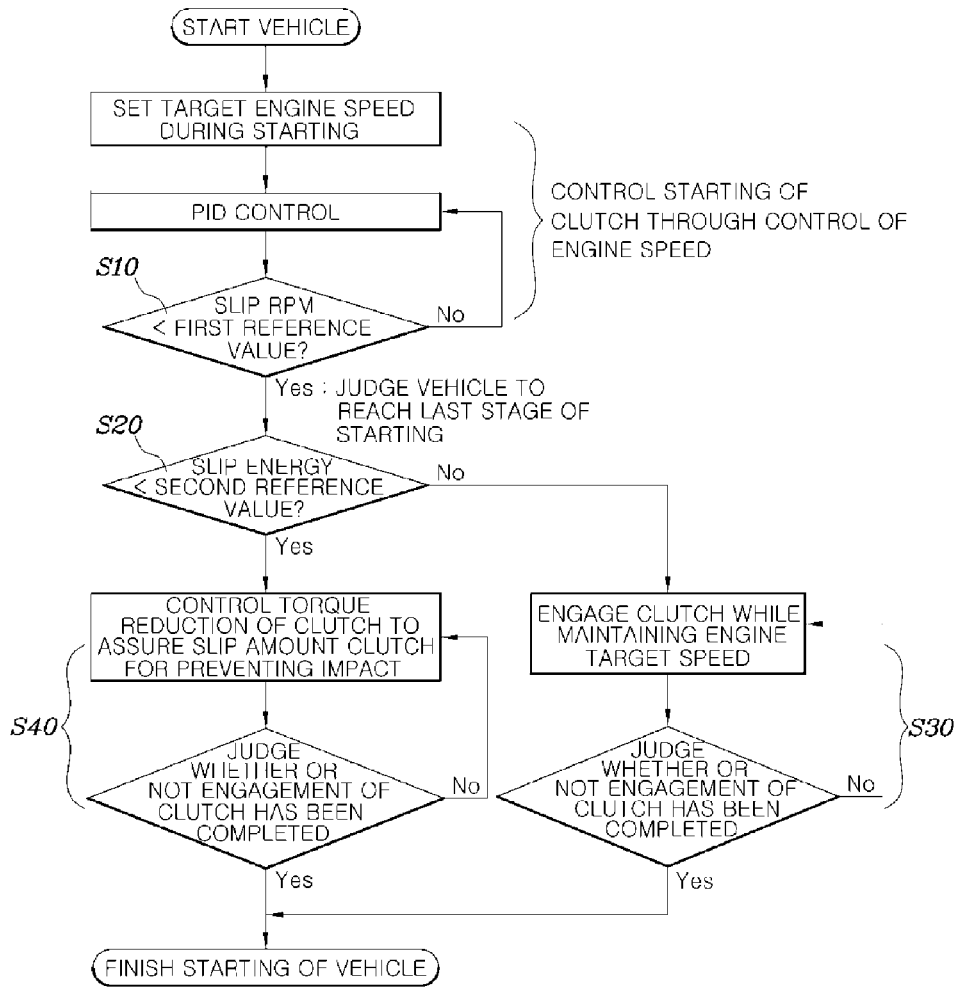 START VEHICLE
SET TARGET ENGINE SPEED
DURING STARTING
PID CONTROL
CONTROL STARTING OF
CLUTCH THROUGH CONTROL OF
ENGINE SPEED
S10
SLIP RPM
< FIRST REFERENCE
VALUE?
No
Yes : JUDGE VEHICLE TO
REACH LAST STAGE OF
STARTING
S20
SLIP ENERGY
< SECOND REFERENCE
VALUE?
No
Yes
CONTROL TORQUE
REDUCTION OF CLUTCH TO
ASSURE SLIP AMOUNT CLUTCH
FOR PREVENTING IMPACT
ENGAGE CLUTCH WHILE
MAINTAINING ENGINE
TARGET SPEED
S40
S30
JUDGE
WHETHER OR
NOT ENGAGEMENT OF
CLUTCH HAS BEEN
COMPLETED
No
JUDGE
WHETHER OR
NOT ENGAGEMENT OF
CLUTCH HAS BEEN
COMPLETED
No
Yes
Yes
FINISH STARTING OF VEHICLE